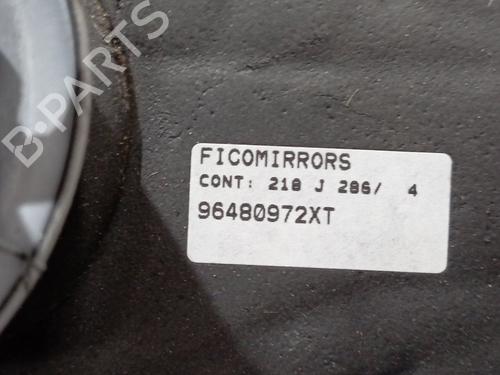 B-PARTS
FICOMIRRORS
CONT: 218 J 286/ 4
96480972XT